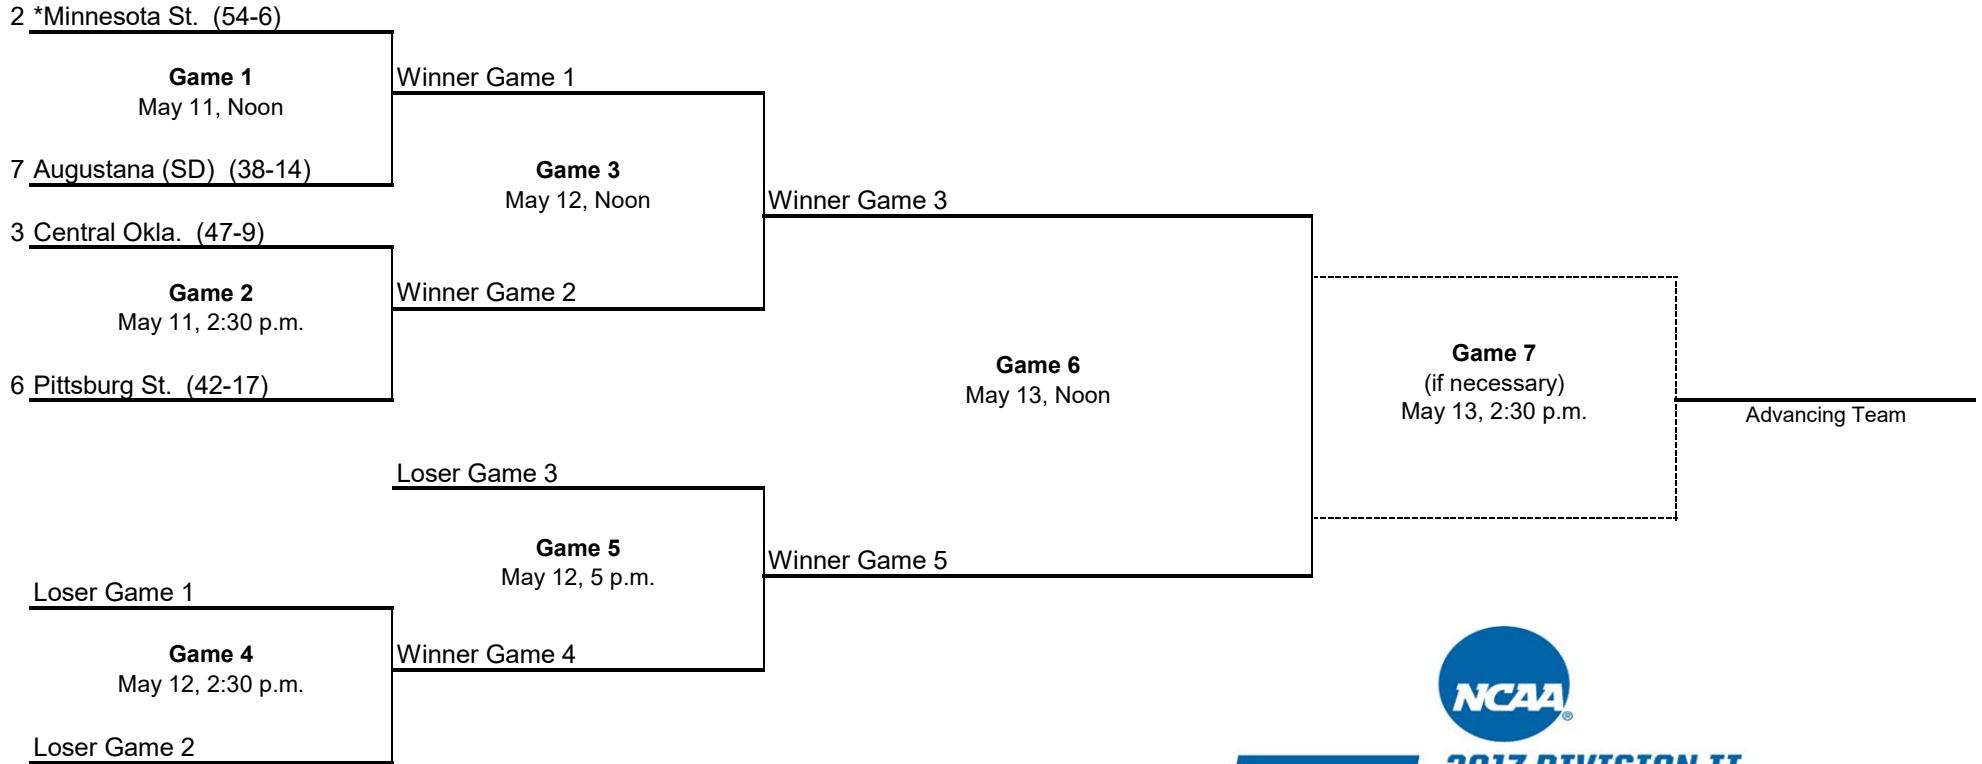 2 *Minnesota St. (54-6)
Game 1
May 11, Noon
7 Augustana (SD) (38-14)
Winner Game 1
Game 3
May 12, Noon
3 Central Okla. (47-9)
Game 2
May 11, 2:30 p.m.
6 Pittsburg St. (42-17)
Winner Game 2
Winner Game 3
Game 6
May 13, Noon
Game 7
(if necessary)
May 13, 2:30 p.m.
Advancing Team
Loser Game 3
Game 5
May 12, 5 p.m.
Winner Game 5
Loser Game 1
Game 4
May 12, 2:30 p.m.
Loser Game 2
Winner Game 4
NCAA®
2017 DIVISION II